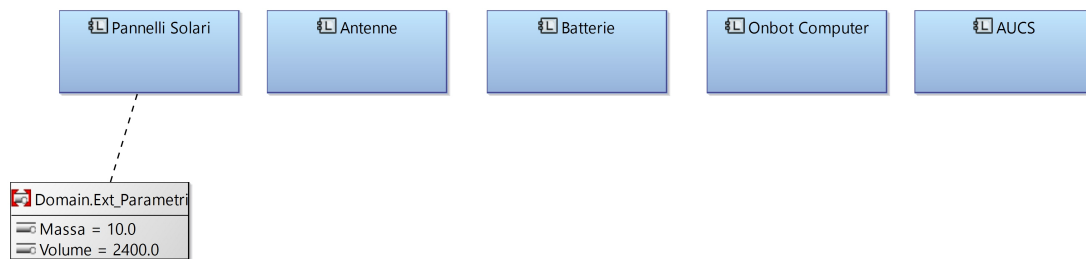 Pannelli Solari
Antenne
Batterie
Onbot Computer
AUCS
Domain.Ext_Parametri
Massa = 10.0
Volume = 2400.0